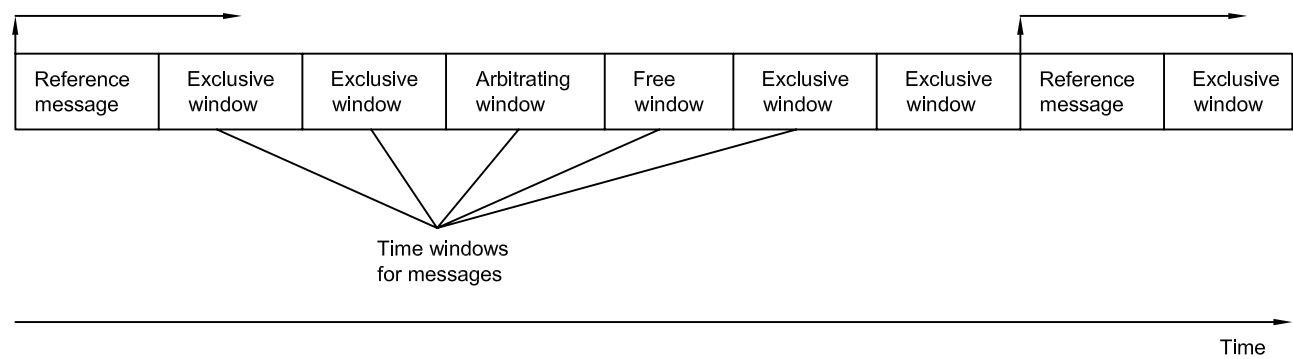 Reference
message
Exclusive
window
Exclusive
window
Arbitrating
window
Free
window
Exclusive
window
Exclusive
window
Reference
message
Exclusive
window
Time windows
for messages
Time